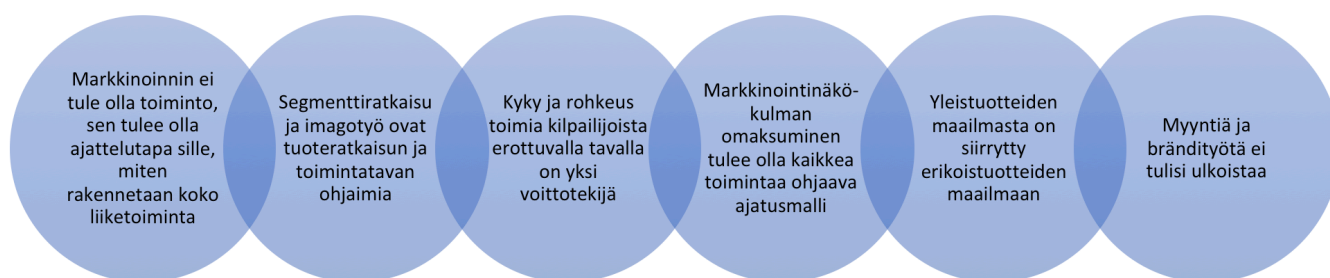 Markkinoinnin ei
tule olla toiminto,
sen tulee olla
ajattelutapa sille,
miten
rakennetaan koko
liiketoiminta
Segmenttiratkaisu
ja imagotyö ovat
tuoteratkaisun ja
toimintatavan
ohjaimia
Kyky ja rohkeus
toimia kilpailijoista
erottuvalla tavalla
on yksi
voittotekijä
Markkinointinäkö-
kulman
omaksuminen
tulee olla kaikkea
toimintaa ohjaava
ajatusmalli
Yleistuotteiden
maailmasta on
siirrytty
erikoistuotteiden
maailmaan
Myyntiä ja
brändityötä ei
tulisi ulkoistaa